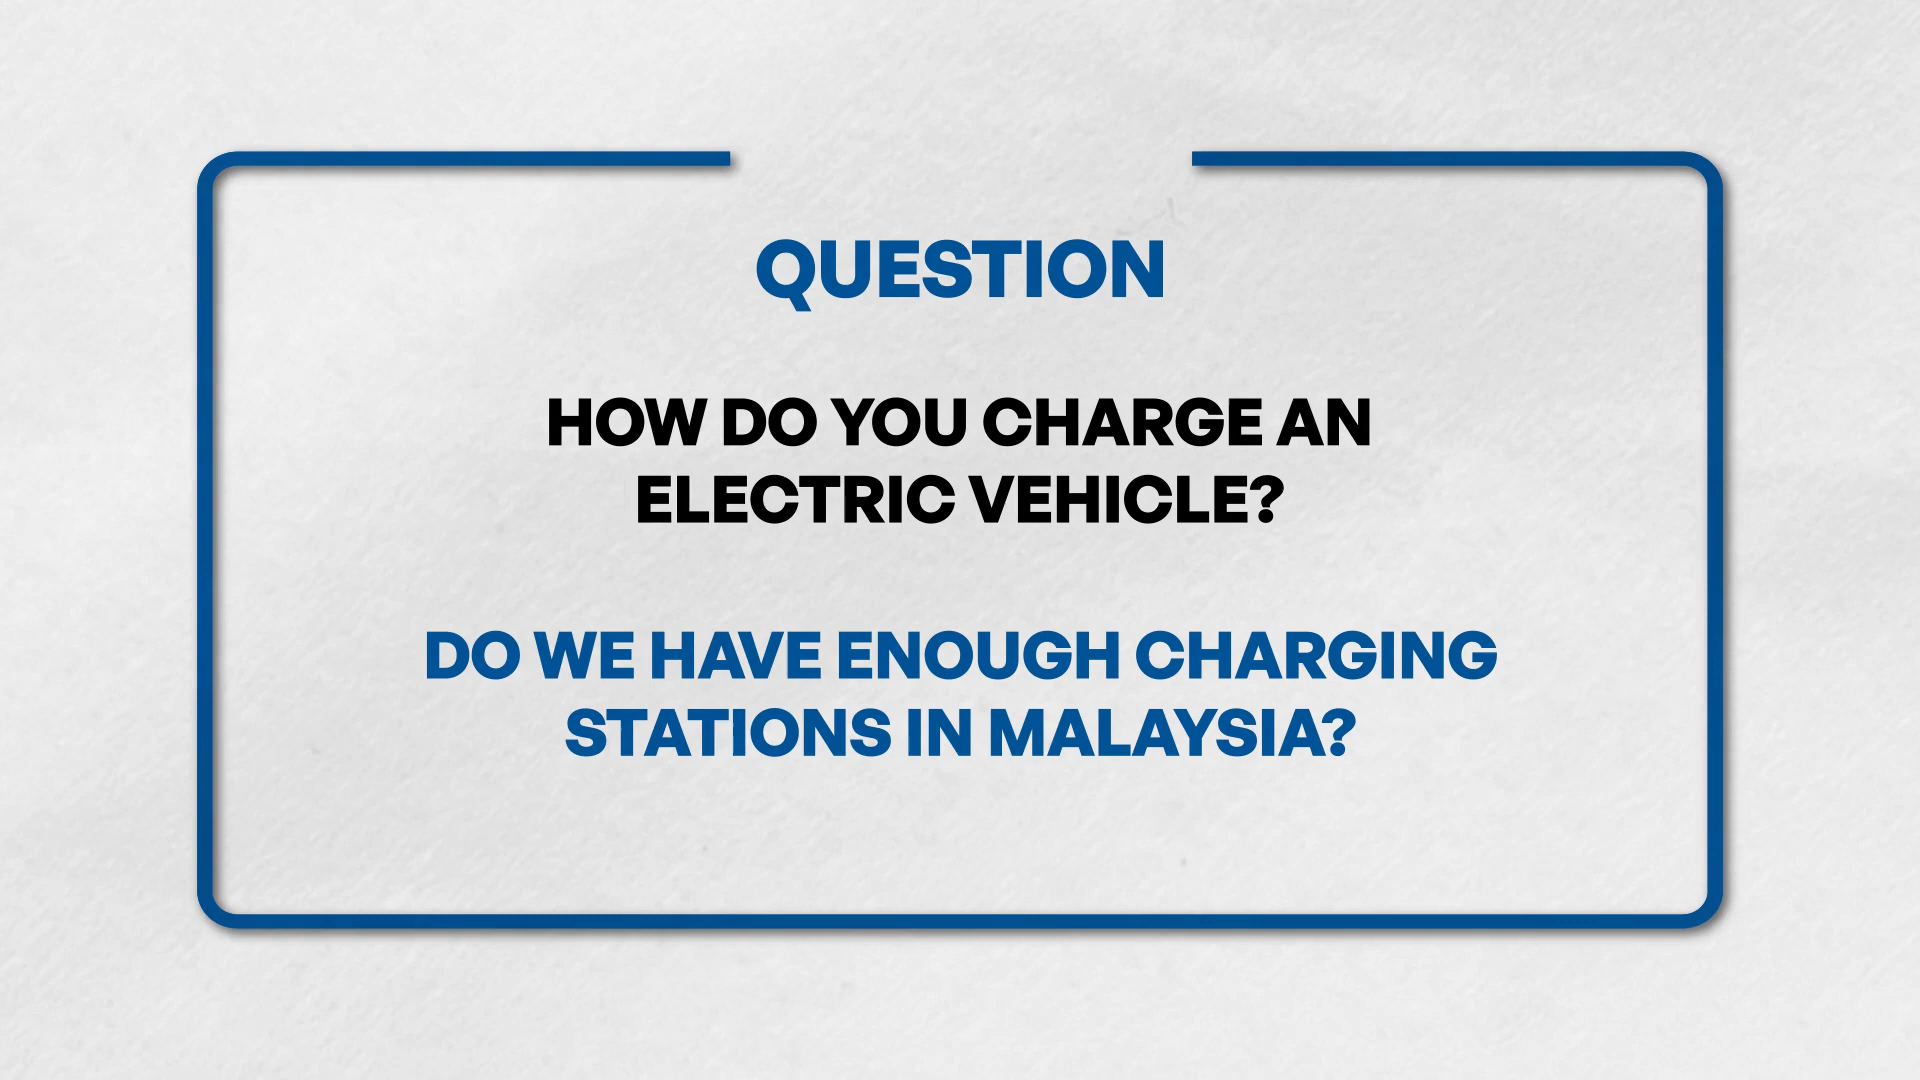 QUESTION
HOW DO YOU CHARGE AN
ELECTRIC VEHICLE?
DO WE HAVE ENOUGH CHARGING
STATIONS IN MALAYSIA?